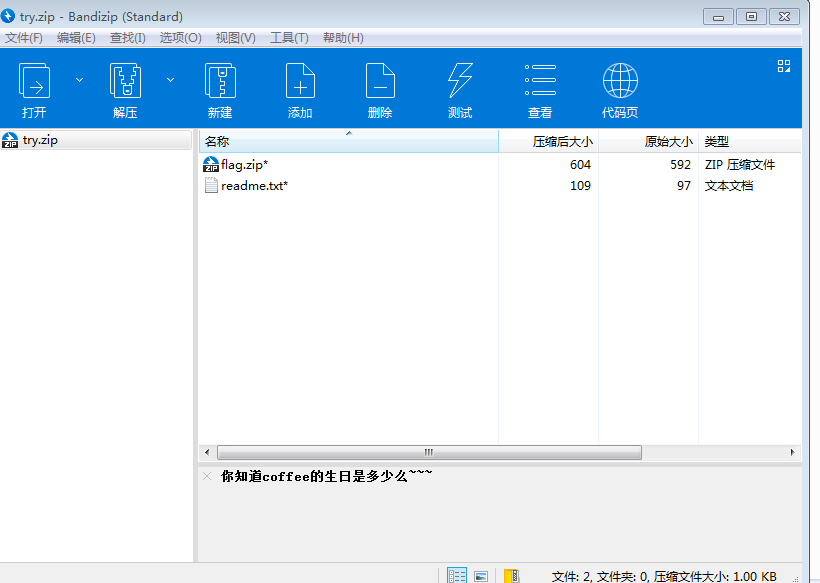 try.zip - Bandizip (Standard)
文件(F) 编辑(E) 查找(I) 选项(O) 视图(V) 工具(T) 帮助(H)
打开 解压 新建 添加 删除 测试 查看 代码页
try.zip
名称 压缩后大小 原始大小 类型
flag.zip* 604 592 ZIP 压缩文件
readme.txt* 109 97 文本文档
你知道coffee的生日是多少么~~~
文件: 2, 文件夹: 0, 压缩文件大小: 1.00 KB